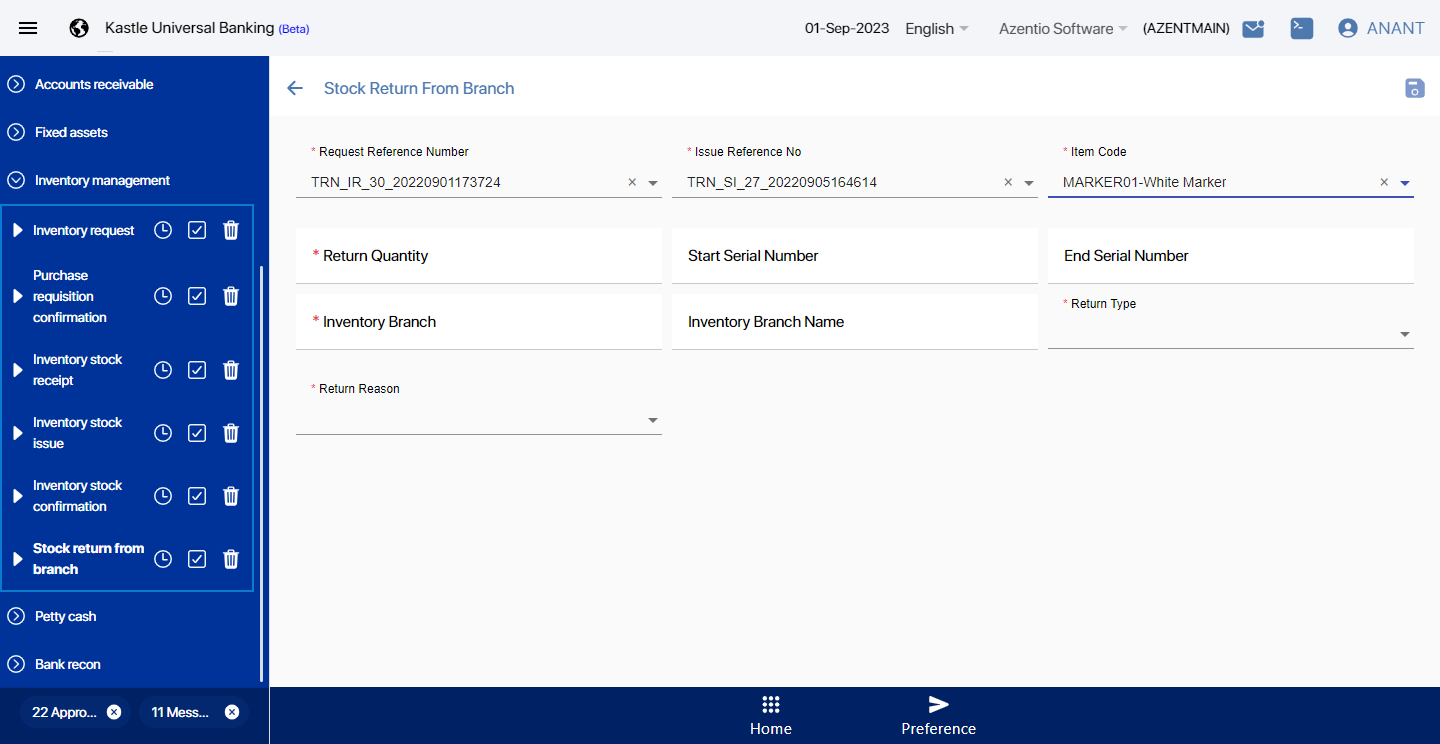 Kastle Universal Banking (Beta)
01-Sep-2023
English
Azentio Software
(AZENTMAIN)
ANANT
Accounts receivable
Fixed assets
Inventory management
Inventory request
Purchase
requisition
confirmation
Inventory stock
receipt
Inventory stock
issue
Inventory stock
confirmation
Stock return from
branch
Petty cash
Bank recon
22 Appro...
11 Mess...
Stock Return From Branch
* Request Reference Number
TRN_IR_30_20220901173724
* Issue Reference No
TRN_SI_27_20220905164614
* Item Code
MARKER01-White Marker
* Return Quantity
Start Serial Number
End Serial Number
* Inventory Branch
Inventory Branch Name
* Return Type
* Return Reason
Home
Preference